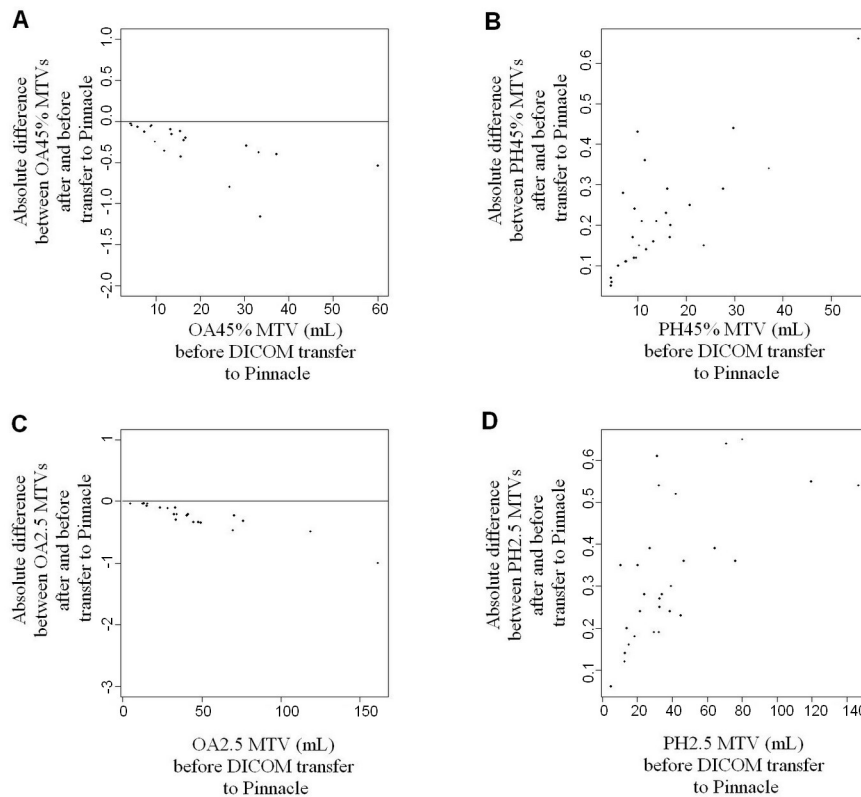 A
Absolute difference
between OA45% MTVs
after and before
transfer to Pinnacle
1.0
0.5
0.0
-0.5
-1.0
-1.5
-2.0
10 20 30 40 50 60
OA45% MTV (mL)
before DICOM transfer
to Pinnacle
B
Absolute difference
between PH45% MTVs
after and before
transfer to Pinnacle
0.6
0.5
0.4
0.3
0.2
0.1
10 20 30 40 50
PH45% MTV (mL)
before DICOM transfer
to Pinnacle
C
Absolute difference
between OA2.5 MTVs
after and before
transfer to Pinnacle
1
0
-1
-2
-3
0 50 100 150
OA2.5 MTV (mL)
before DICOM transfer
to Pinnacle
D
Absolute difference
between PH2.5 MTVs
after and before
transfer to Pinnacle
0.6
0.5
0.4
0.3
0.2
0.1
0 20 40 60 80 100 120 140
PH2.5 MTV (mL)
before DICOM transfer
to Pinnacle